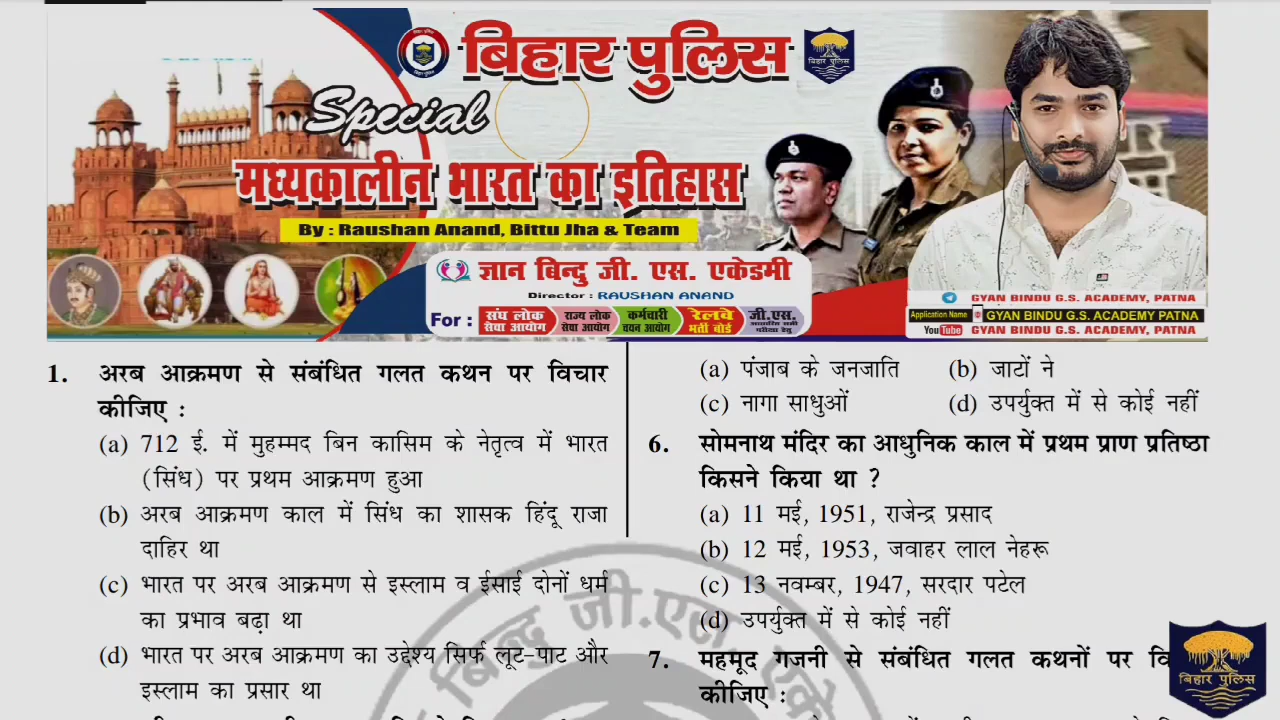 बिहार पुलिस
Special
मध्यकालीन भारत का इतिहास
By : Raushan Anand, Bittu Jha & Team
ज्ञान बिन्दु जी. एस. एकेडमी
Director : RAUSHAN ANAND
For :
संघ लोक
सेवा आयोग
राज्य लोक
सेवा आयोग
कर्मचारी
चयन आयोग
रेलवे
भर्ती बोर्ड
जी.एस.
परीक्षा हेतु
GYAN BINDU G.S. ACADEMY, PATNA
Application Name
GYAN BINDU G.S. ACADEMY PATNA
YouTube GYAN BINDU G.S. ACADEMY, PATNA
1. अरब आक्रमण से संबंधित गलत कथन पर विचार
कीजिए :
(a) 712 ई. में मुहम्मद बिन कासिम के नेतृत्व में भारत
(सिंध) पर प्रथम आक्रमण हुआ
(b) अरब आक्रमण काल में सिंध का शासक हिंदू राजा
दाहिर था
(c) भारत पर अरब आक्रमण से इस्लाम व ईसाई दोनों धर्म
का प्रभाव बढ़ा था
(d) भारत पर अरब आक्रमण का उद्देश्य सिर्फ लूट-पाट और
इस्लाम का प्रसार था
(a) पंजाब के जनजाति (b) जाटों ने
(c) नागा साधुओं (d) उपर्युक्त में से कोई नहीं
6. सोमनाथ मंदिर का आधुनिक काल में प्रथम प्राण प्रतिष्ठा
किसने किया था ?
(a) 11 मई, 1951, राजेन्द्र प्रसाद
(b) 12 मई, 1953, जवाहर लाल नेहरू
(c) 13 नवम्बर, 1947, सरदार पटेल
(d) उपर्युक्त में से कोई नहीं
7. महमूद गजनी से संबंधित गलत कथनों पर वि
कीजिए :
बिन्दु जी.एस. एके
बिहार पुलिस